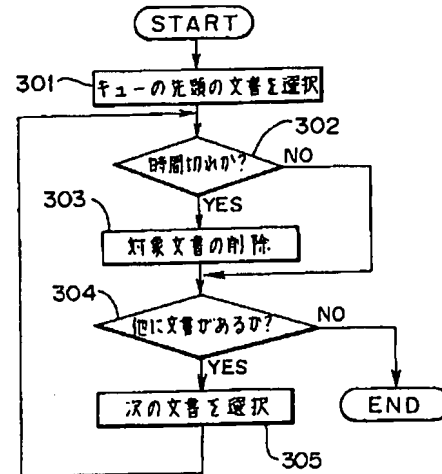 START
301
キューの先頭の文書を選択
302
時間切れか?
NO
YES
303
対象文書の削除
304
他に文書があるか?
NO
YES
次の文書を選択
END
305